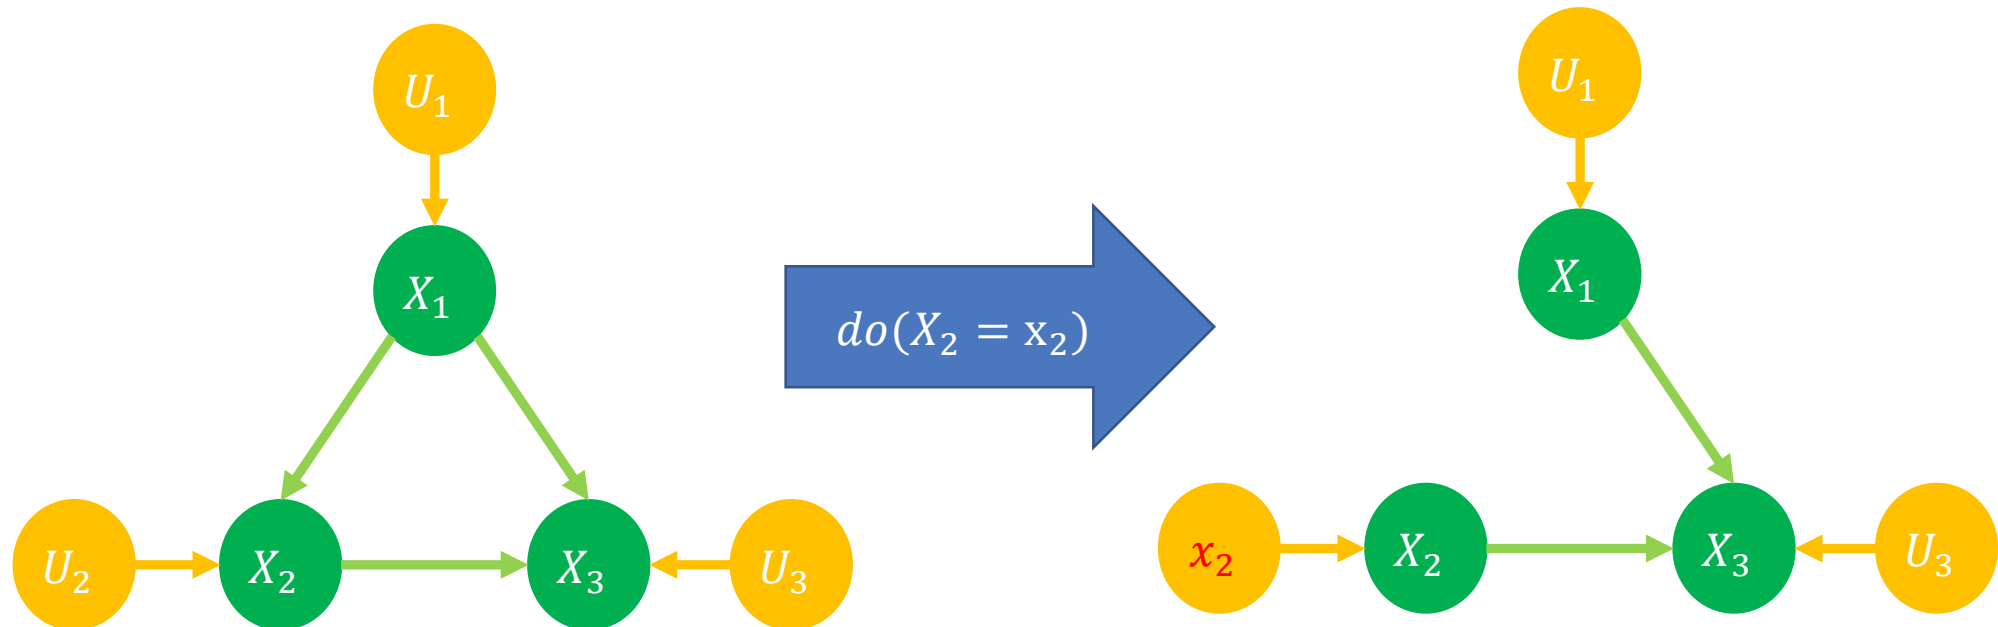 U₁
X₁
U₂
X₂
X₃
U₃
do(X₂ = x₂)
U₁
X₁
x₂
X₂
X₃
U₃